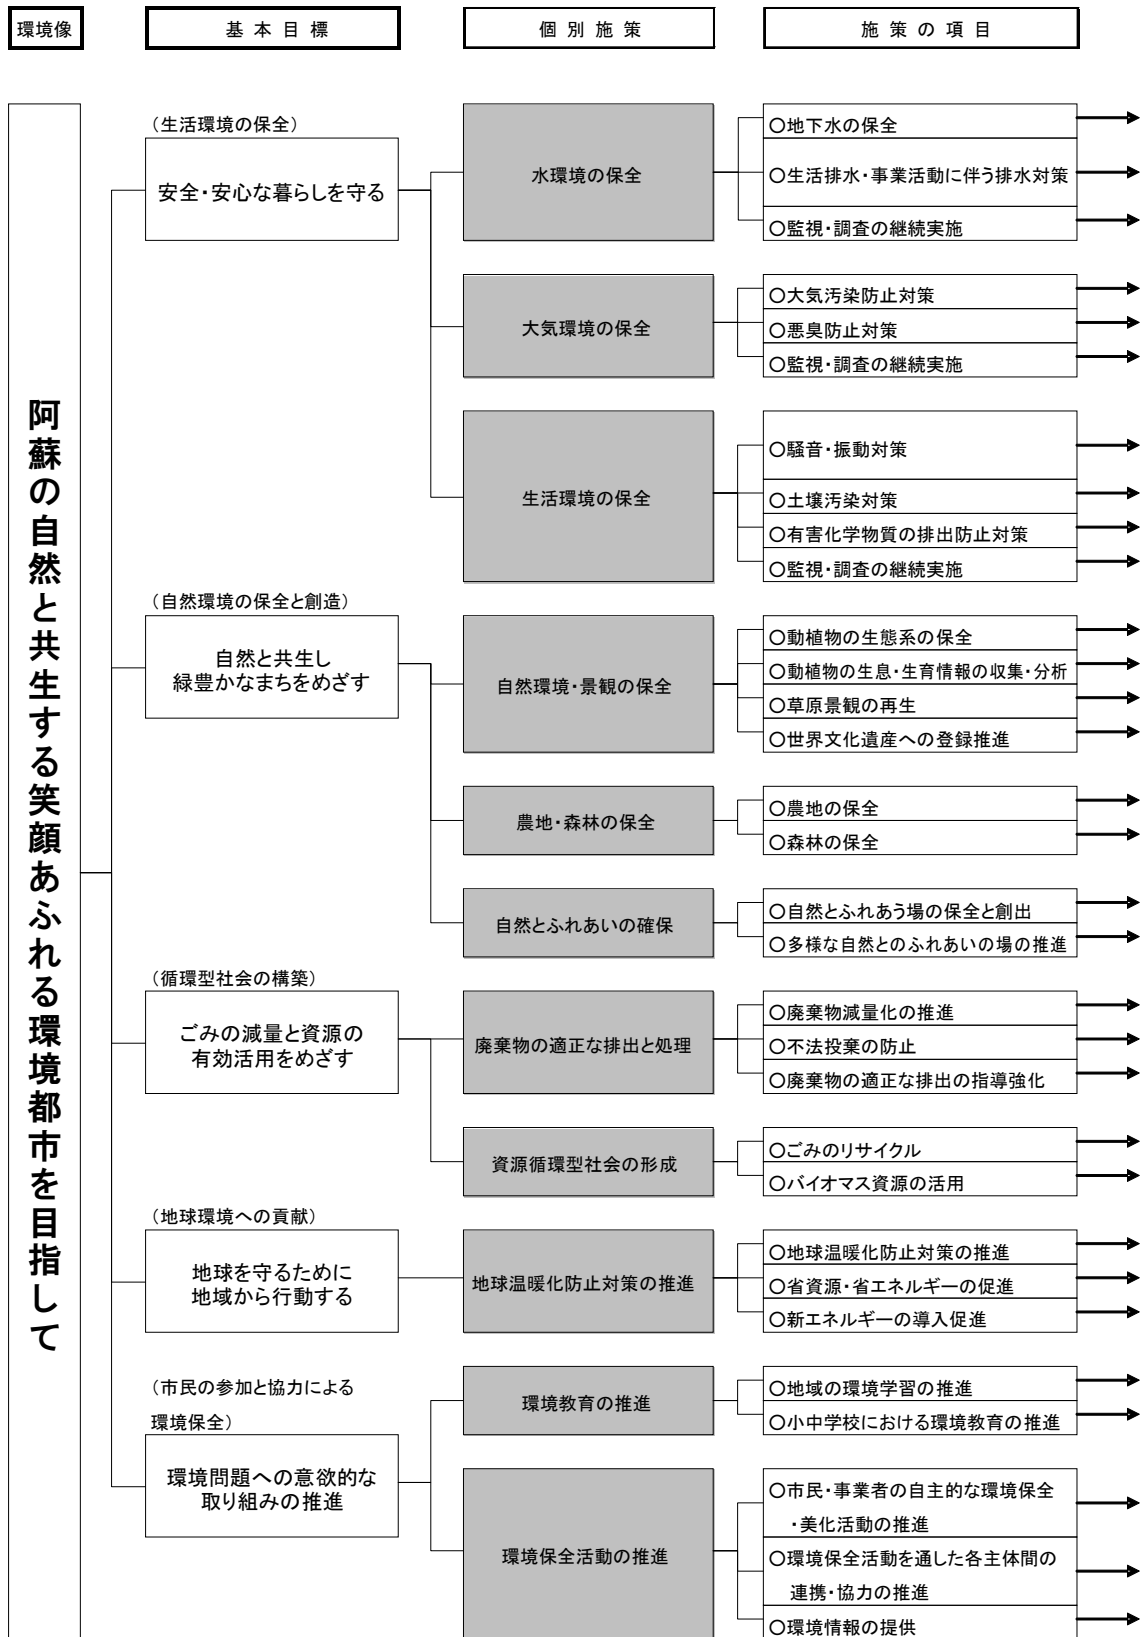 環境像
基本目標
個別施策
施策の項目
阿蘇の自然と共生する笑顔あふれる環境都市を目指して
(生活環境の保全)
安全・安心な暮らしを守る
水環境の保全
○地下水の保全
○生活排水・事業活動に伴う排水対策
○監視・調査の継続実施
大気環境の保全
○大気汚染防止対策
○悪臭防止対策
○監視・調査の継続実施
生活環境の保全
○騒音・振動対策
○土壌汚染対策
○有害化学物質の排出防止対策
○監視・調査の継続実施
(自然環境の保全と創造)
自然と共生し
緑豊かなまちをめざす
自然環境・景観の保全
○動植物の生態系の保全
○動植物の生息・生育情報の収集・分析
○草原景観の再生
○世界文化遺産への登録推進
農地・森林の保全
○農地の保全
○森林の保全
自然とふれあいの確保
○自然とふれあう場の保全と創出
○多様な自然とのふれあいの場の推進
(循環型社会の構築)
ごみの減量と資源の
有効活用をめざす
廃棄物の適正な排出と処理
○廃棄物減量化の推進
○不法投棄の防止
○廃棄物の適正な排出の指導強化
資源循環型社会の形成
○ごみのリサイクル
○バイオマス資源の活用
(地球環境への貢献)
地球を守るために
地域から行動する
地球温暖化防止対策の推進
○地球温暖化防止対策の推進
○省資源・省エネルギーの促進
○新エネルギーの導入促進
(市民の参加と協力による
環境保全)
環境問題への意欲的な
取り組みの推進
環境教育の推進
○地域の環境学習の推進
○小中学校における環境教育の推進
環境保全活動の推進
○市民・事業者の自主的な環境保全
・美化活動の推進
○環境保全活動を通した各主体間の
連携・協力の推進
○環境情報の提供